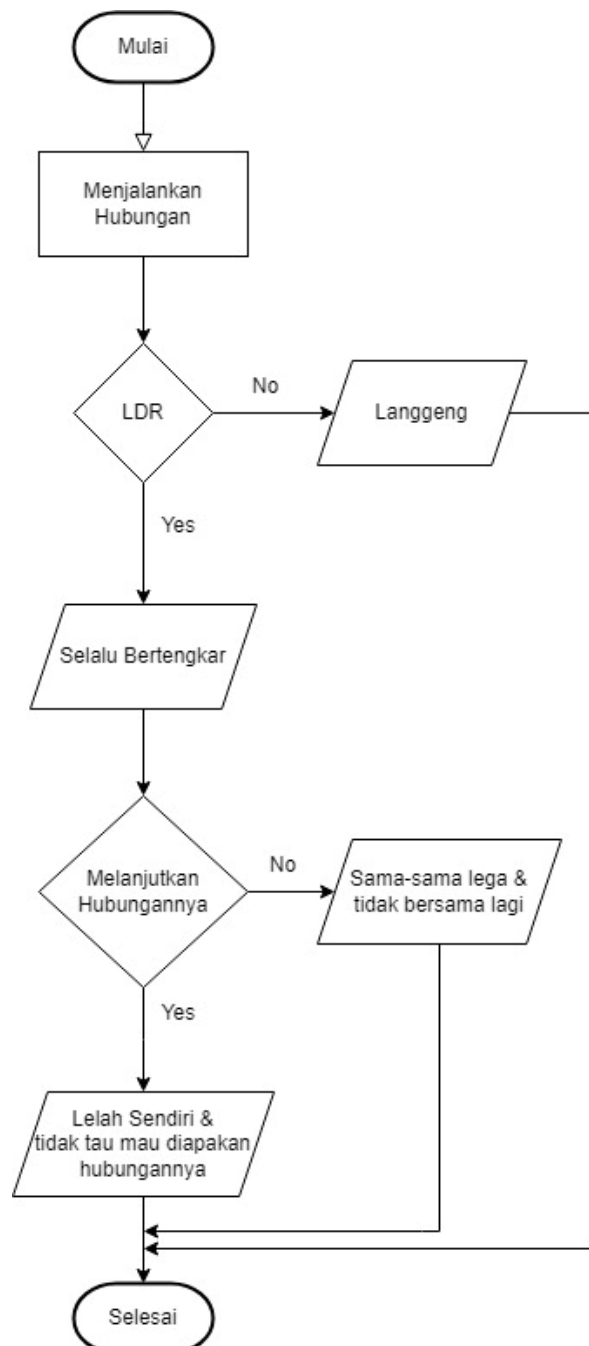 Mulai
Menjalankan
Hubungan
LDR
No
Langgeng
Yes
Selalu Bertengkar
Melanjutkan
Hubungannya
No
Sama-sama lega &
tidak bersama lagi
Yes
Lelah Sendiri &
tidak tau mau diapakan
hubungannya
Selesai